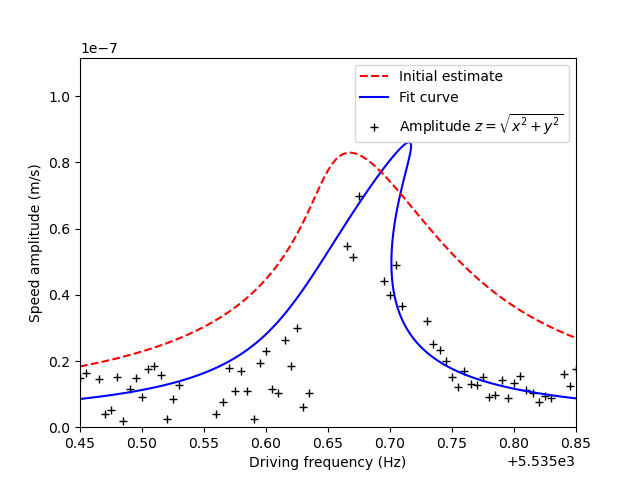 1e−7
Initial estimate
Fit curve
Amplitude z = √x² + y²
1.0
0.8
0.6
0.4
0.2
0.0
Speed amplitude (m/s)
0.45 0.50 0.55 0.60 0.65 0.70 0.75 0.80 0.85
Driving frequency (Hz)
+5.535e3